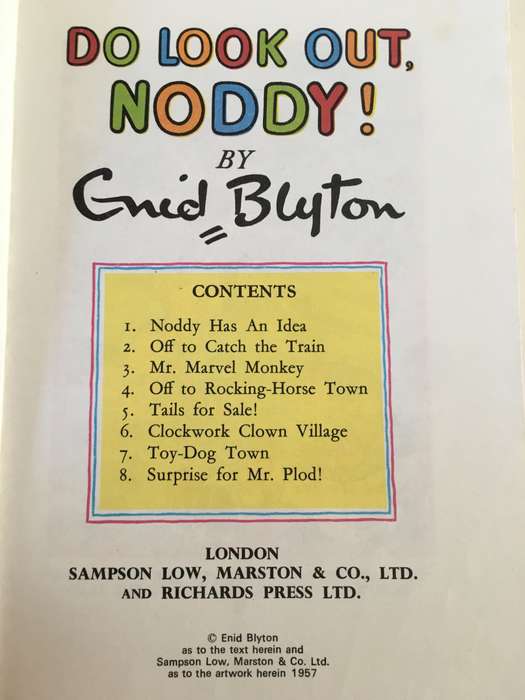 DO LOOK OUT,
NODDY!
BY
Enid Blyton
CONTENTS
1. Noddy Has An Idea
2. Off to Catch the Train
3. Mr. Marvel Monkey
4. Off to Rocking-Horse Town
5. Tails for Sale!
6. Clockwork Clown Village
7. Toy-Dog Town
8. Surprise for Mr. Plod!
LONDON
SAMPSON LOW, MARSTON & CO., LTD.
AND RICHARDS PRESS LTD.
© Enid Blyton
as to the text herein and
Sampson Low, Marston & Co. Ltd.
as to the artwork herein 1957